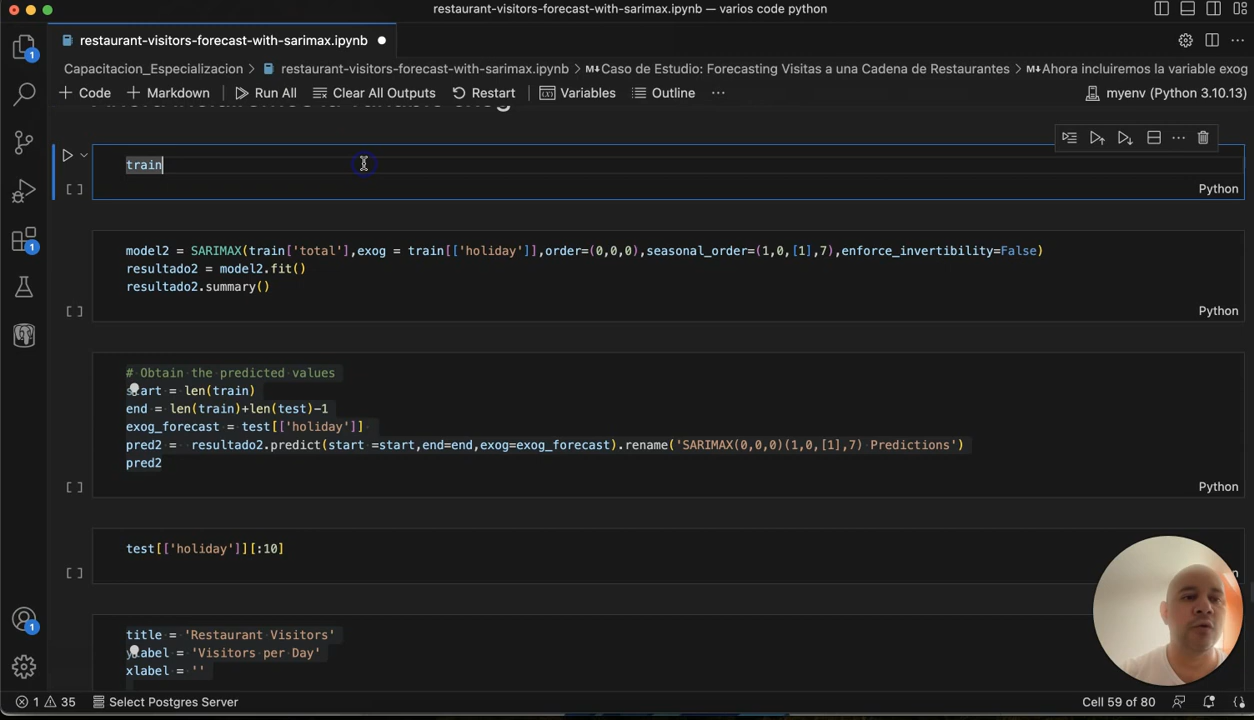 restaurant-visitors-forecast-with-sarimax.ipynb — varios code python
restaurant-visitors-forecast-with-sarimax.ipynb
Capacitacion_Especializacion > restaurant-visitors-forecast-with-sarimax.ipynb > M↓Caso de Estudio: Forecasting Visitas a una Cadena de Restaurantes > M↓Ahora incluiremos la variable exog
+ Code + Markdown Run All Clear All Outputs Restart Variables Outline ... myenv (Python 3.10.13)
train
[ ] Python
model2 = SARIMAX(train['total'],exog = train[['holiday']],order=(0,0,0),seasonal_order=(1,0,[1],7),enforce_invertibility=False)
resultado2 = model2.fit()
resultado2.summary()
[ ] Python
# Obtain the predicted values
start = len(train)
end = len(train)+len(test)-1
exog_forecast = test[['holiday']]
pred2 = resultado2.predict(start =start,end=end,exog=exog_forecast).rename('SARIMAX(0,0,0)(1,0,[1],7) Predictions')
pred2
[ ] Python
test[['holiday']][:10]
[ ]
title = 'Restaurant Visitors'
ylabel = 'Visitors per Day'
xlabel = ''
1 35 Select Postgres Server Cell 59 of 80
1
1
1